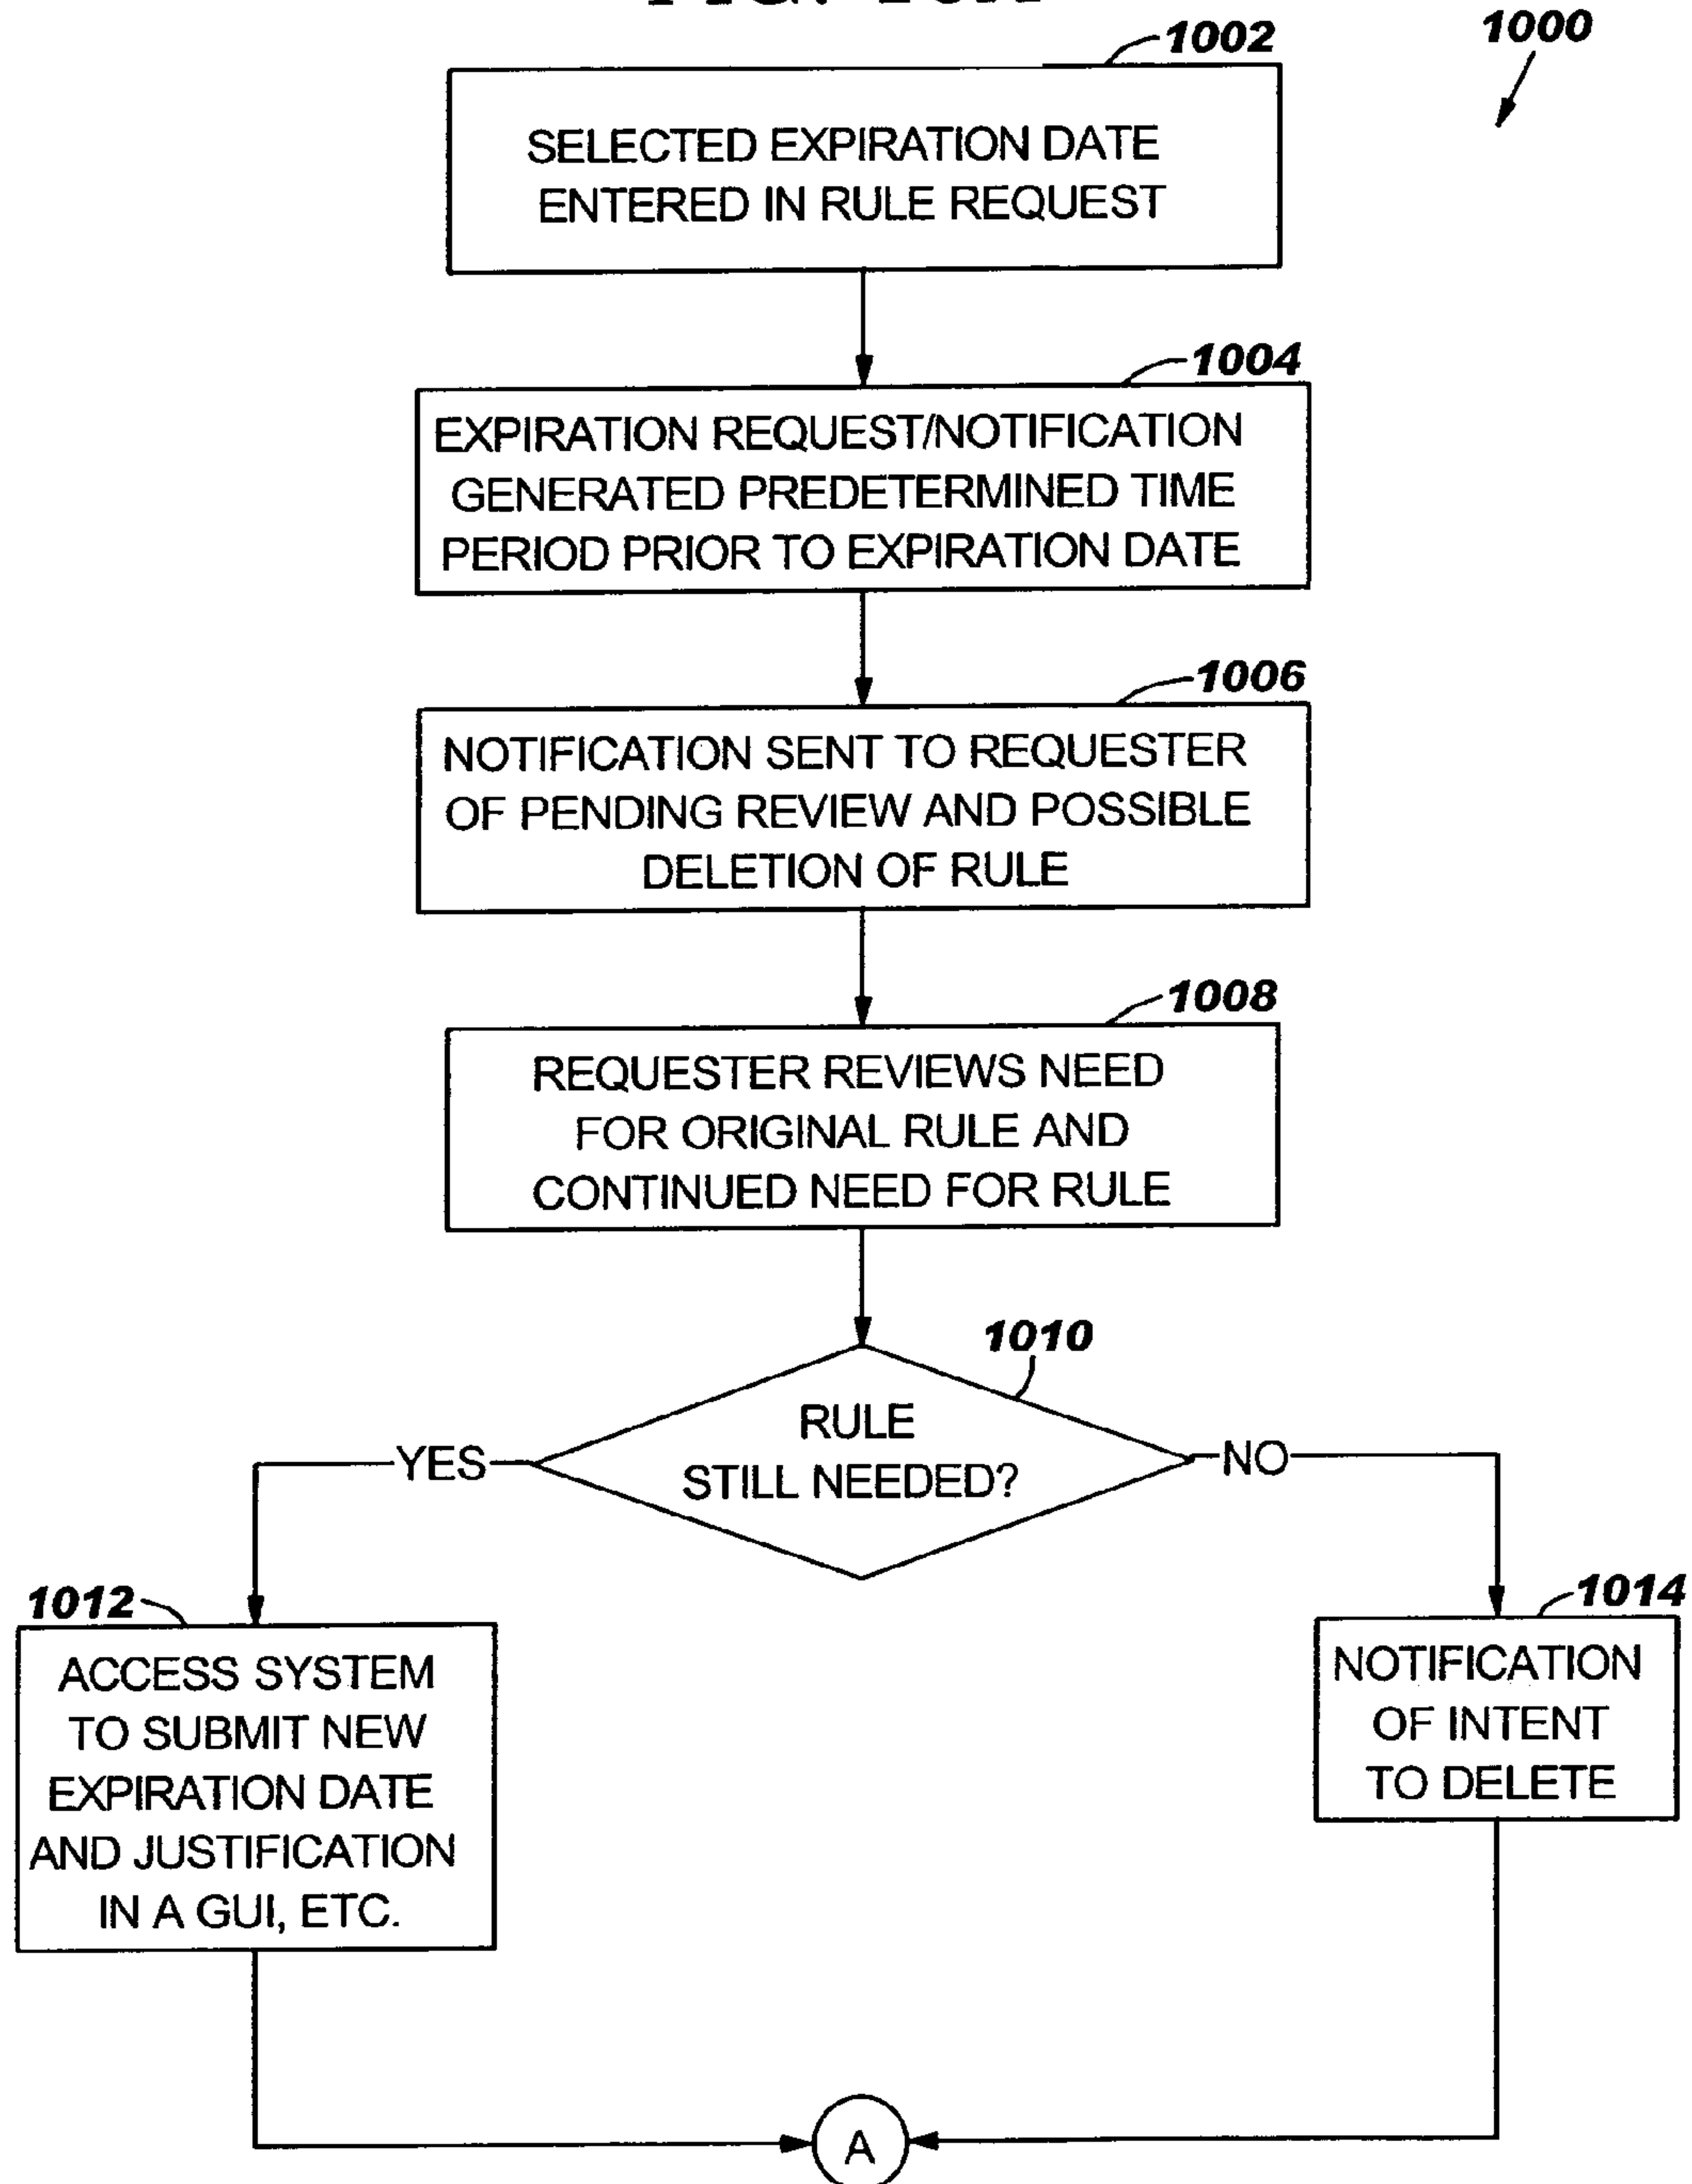 1002
1000
SELECTED EXPIRATION DATE
ENTERED IN RULE REQUEST
1004
EXPIRATION REQUEST/NOTIFICATION
GENERATED PREDETERMINED TIME
PERIOD PRIOR TO EXPIRATION DATE
1006
NOTIFICATION SENT TO REQUESTER
OF PENDING REVIEW AND POSSIBLE
DELETION OF RULE
1008
REQUESTER REVIEWS NEED
FOR ORIGINAL RULE AND
CONTINUED NEED FOR RULE
1010
RULE
STILL NEEDED?
YES
NO
1012
ACCESS SYSTEM
TO SUBMIT NEW
EXPIRATION DATE
AND JUSTIFICATION
IN A GUI, ETC.
1014
NOTIFICATION
OF INTENT
TO DELETE
A